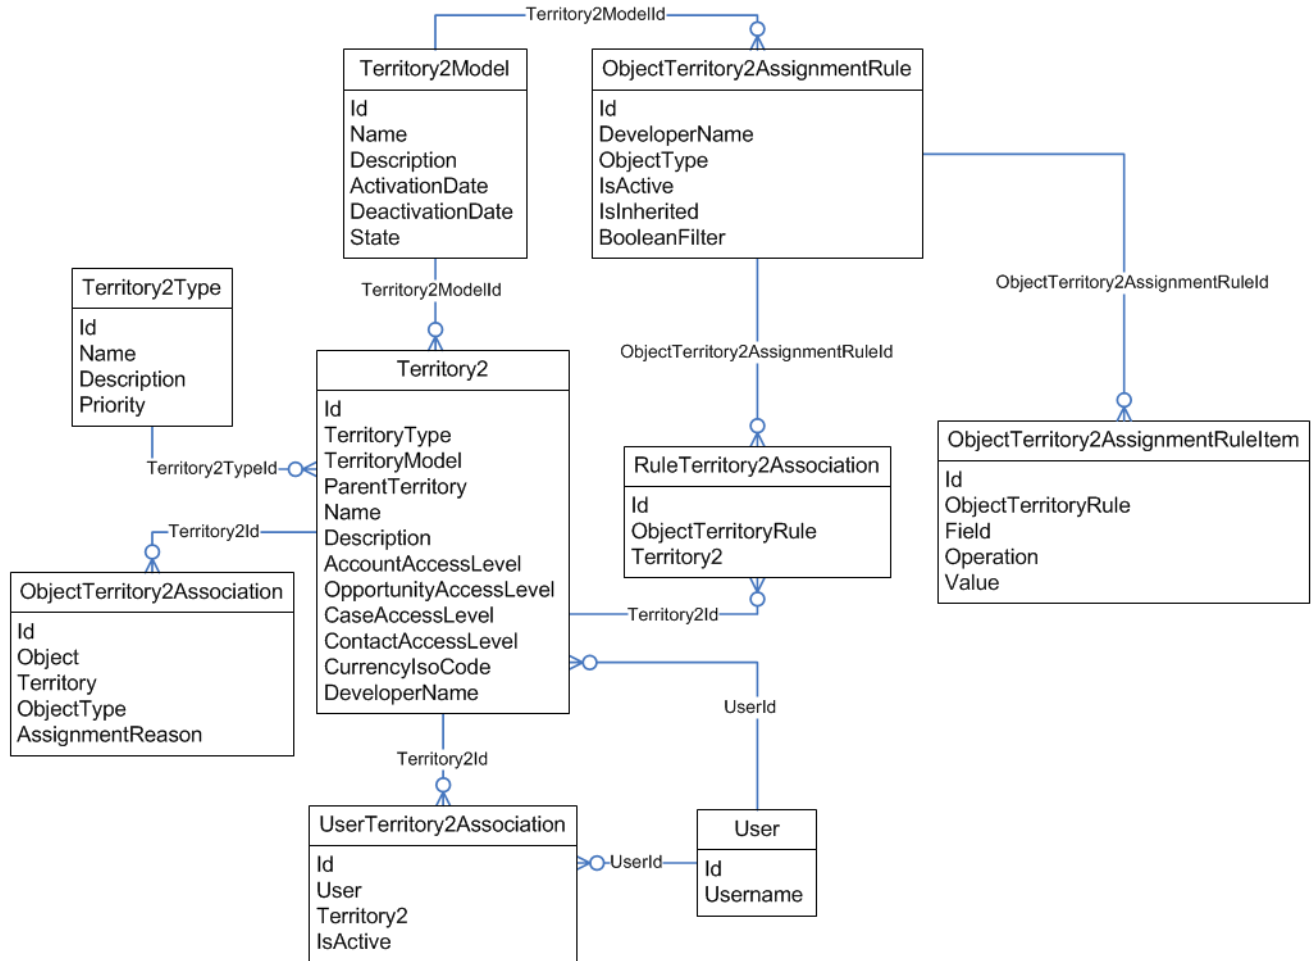 Territory2ModelId
Territory2Model
Id
Name
Description
ActivationDate
DeactivationDate
State
ObjectTerritory2AssignmentRule
Id
DeveloperName
ObjectType
IsActive
IsInherited
BooleanFilter
Territory2ModelId
ObjectTerritory2AssignmentRuleId
Territory2Type
Id
Name
Description
Priority
ObjectTerritory2AssignmentRuleId
Territory2
Id
TerritoryType
TerritoryModel
ParentTerritory
Name
Description
AccountAccessLevel
OpportunityAccessLevel
CaseAccessLevel
ContactAccessLevel
CurrencyIsoCode
DeveloperName
Territory2TypeId
RuleTerritory2Association
Id
ObjectTerritoryRule
Territory2
ObjectTerritory2AssignmentRuleItem
Id
ObjectTerritoryRule
Field
Operation
Value
Territory2Id
ObjectTerritory2Association
Id
Object
Territory
ObjectType
AssignmentReason
Territory2Id
UserId
Territory2Id
UserTerritory2Association
Id
User
Territory2
IsActive
UserId
User
Id
Username